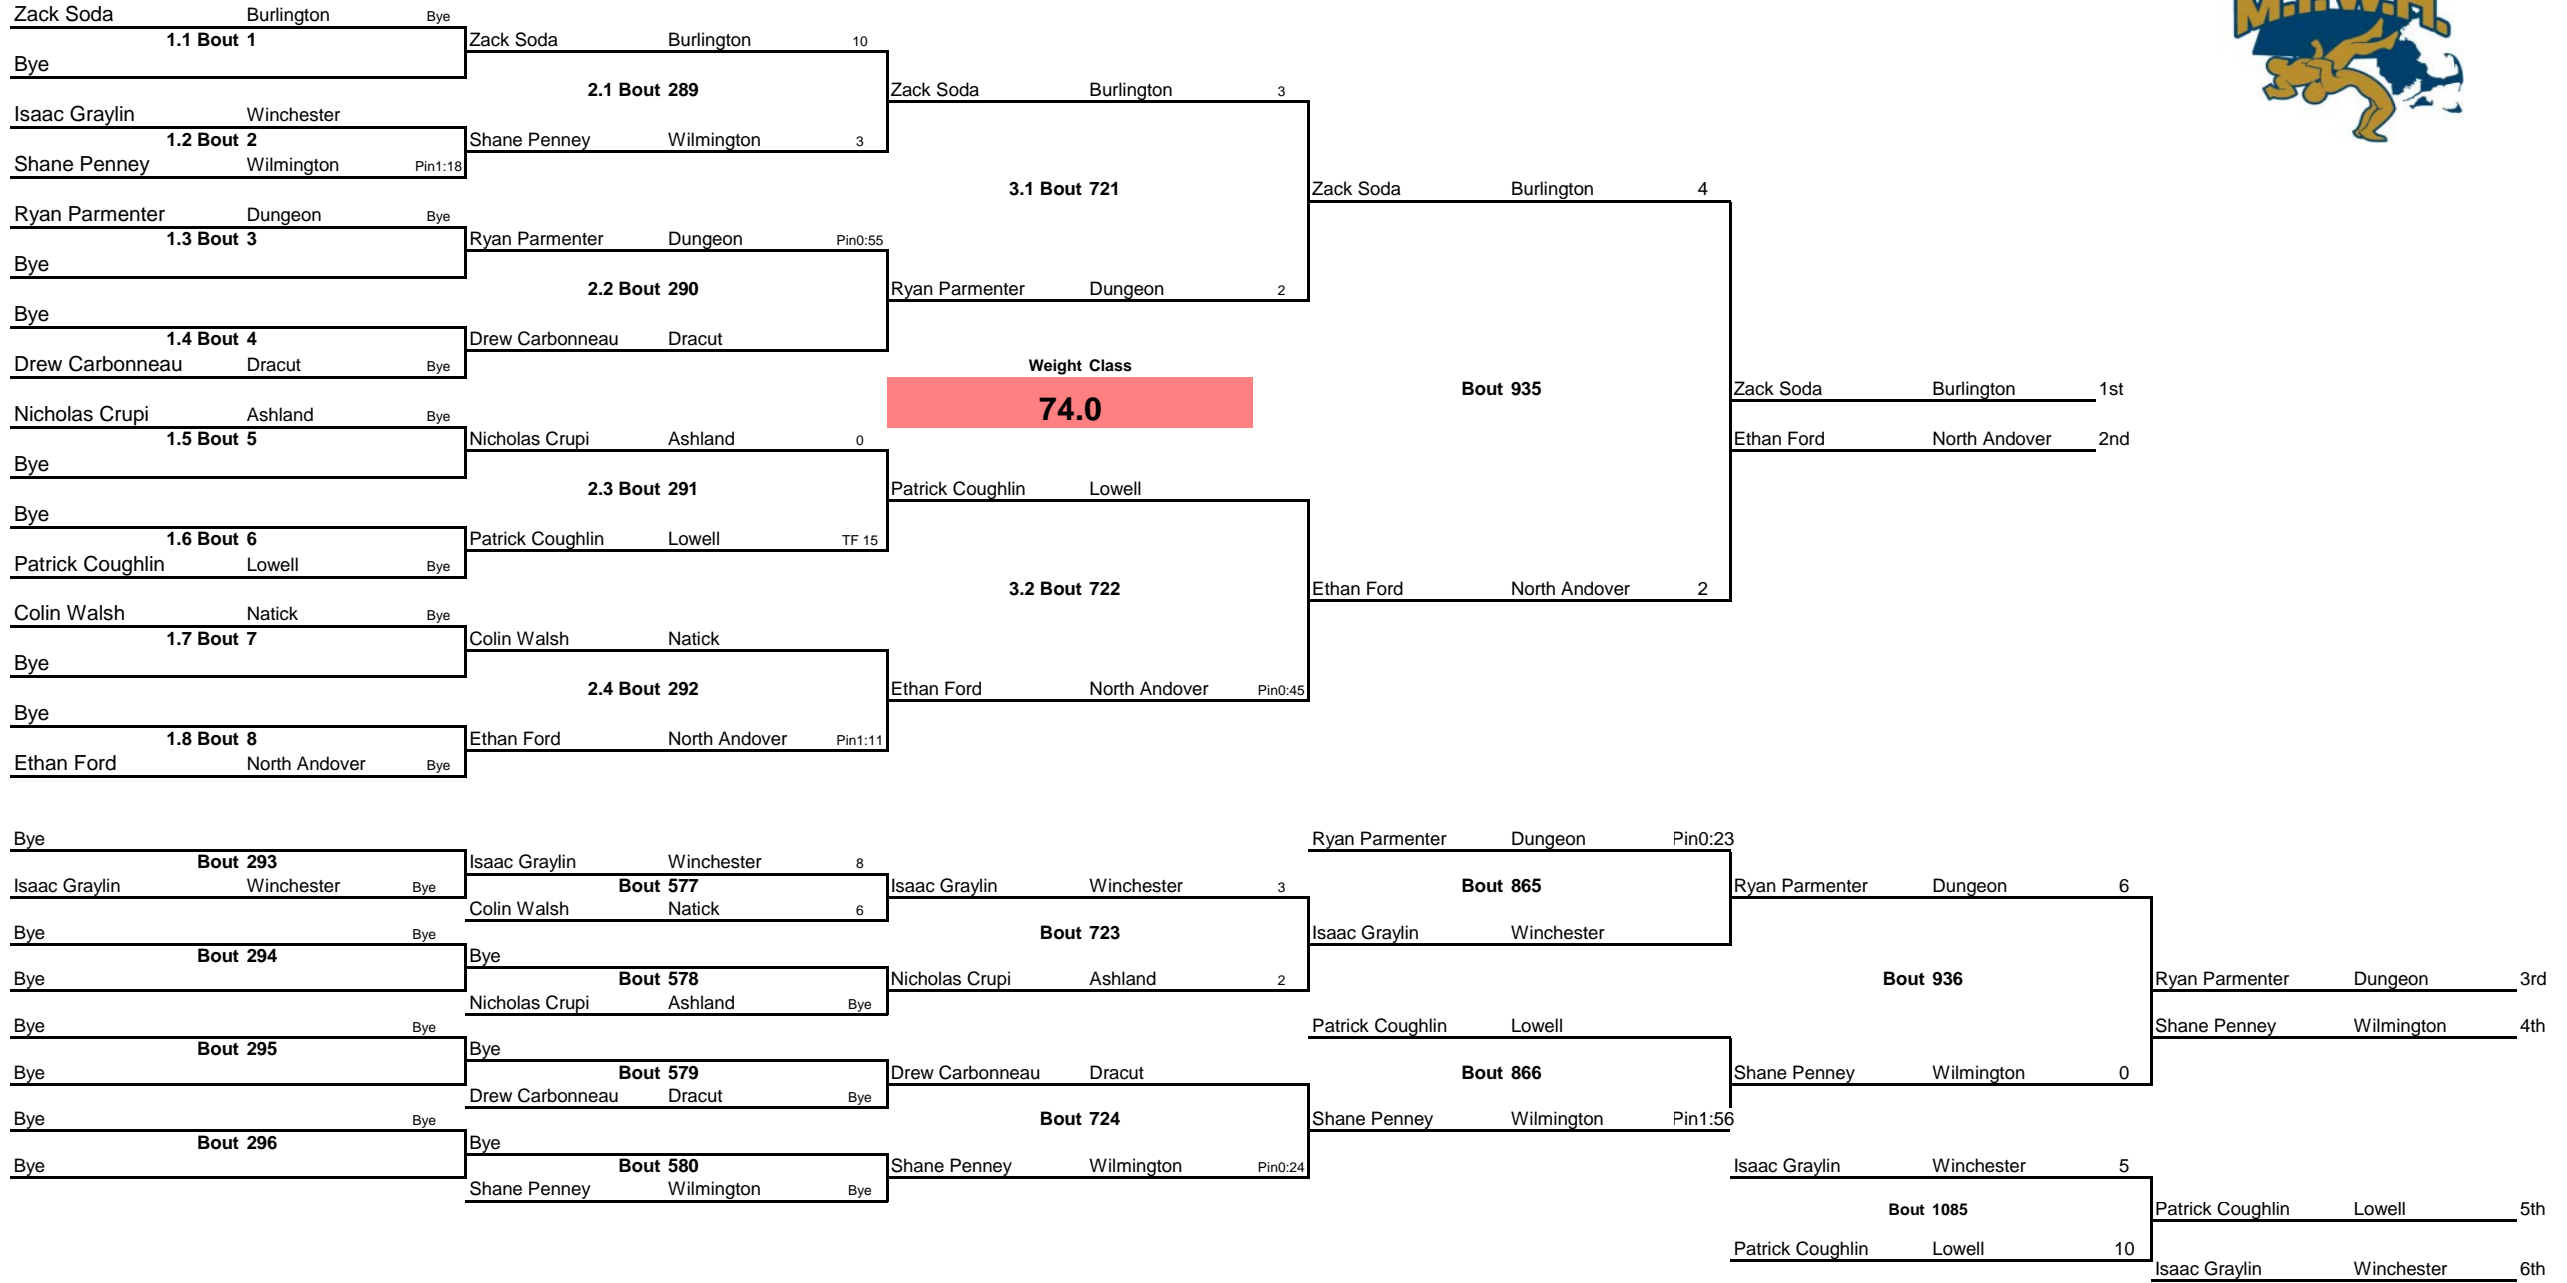 M.Y.W.A.
Zack Soda Burlington Bye
1.1 Bout 1
Bye
Isaac Graylin Winchester
1.2 Bout 2
Shane Penney Wilmington Pin1:18
Ryan Parmenter Dungeon Bye
1.3 Bout 3
Bye
Bye
1.4 Bout 4
Drew Carbonneau Dracut Bye
Nicholas Crupi Ashland Bye
1.5 Bout 5
Bye
Bye
1.6 Bout 6
Patrick Coughlin Lowell Bye
Colin Walsh Natick Bye
1.7 Bout 7
Bye
Bye
1.8 Bout 8
Ethan Ford North Andover Bye
Zack Soda Burlington 10
2.1 Bout 289
Shane Penney Wilmington 3
Ryan Parmenter Dungeon Pin0:55
2.2 Bout 290
Drew Carbonneau Dracut
Nicholas Crupi Ashland 0
2.3 Bout 291
Patrick Coughlin Lowell TF 15
Colin Walsh Natick
2.4 Bout 292
Ethan Ford North Andover Pin1:11
Zack Soda Burlington 3
3.1 Bout 721
Ryan Parmenter Dungeon 2
Weight Class
74.0
Patrick Coughlin Lowell
3.2 Bout 722
Ethan Ford North Andover Pin0:45
Zack Soda Burlington 4
Bout 935
Ethan Ford North Andover 2
Zack Soda Burlington 1st
Ethan Ford North Andover 2nd
Bye
Bout 293
Isaac Graylin Winchester Bye
Bye Bye
Bout 294
Bye
Bye Bye
Bout 295
Bye
Bye Bye
Bout 296
Bye
Isaac Graylin Winchester 8
Bout 577
Colin Walsh Natick 6
Bye
Bout 578
Nicholas Crupi Ashland Bye
Bye
Bout 579
Drew Carbonneau Dracut Bye
Bye
Bout 580
Shane Penney Wilmington Bye
Isaac Graylin Winchester 3
Bout 723
Nicholas Crupi Ashland 2
Drew Carbonneau Dracut
Bout 724
Shane Penney Wilmington Pin0:24
Ryan Parmenter Dungeon Pin0:23
Bout 865
Isaac Graylin Winchester
Patrick Coughlin Lowell
Bout 866
Shane Penney Wilmington Pin1:56
Ryan Parmenter Dungeon 6
Bout 936
Shane Penney Wilmington 0
Isaac Graylin Winchester 5
Bout 1085
Patrick Coughlin Lowell 10
Ryan Parmenter Dungeon 3rd
Shane Penney Wilmington 4th
Patrick Coughlin Lowell 5th
Isaac Graylin Winchester 6th